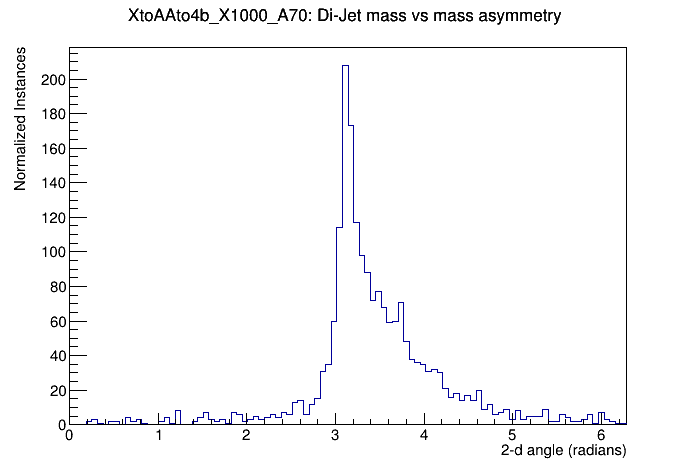 XtoAAto4b_X1000_A70: Di-Jet mass vs mass asymmetry
Normalized Instances
200
180
160
140
120
100
80
60
40
20
0
0 1 2 3 4 5 6
2-d angle (radians)